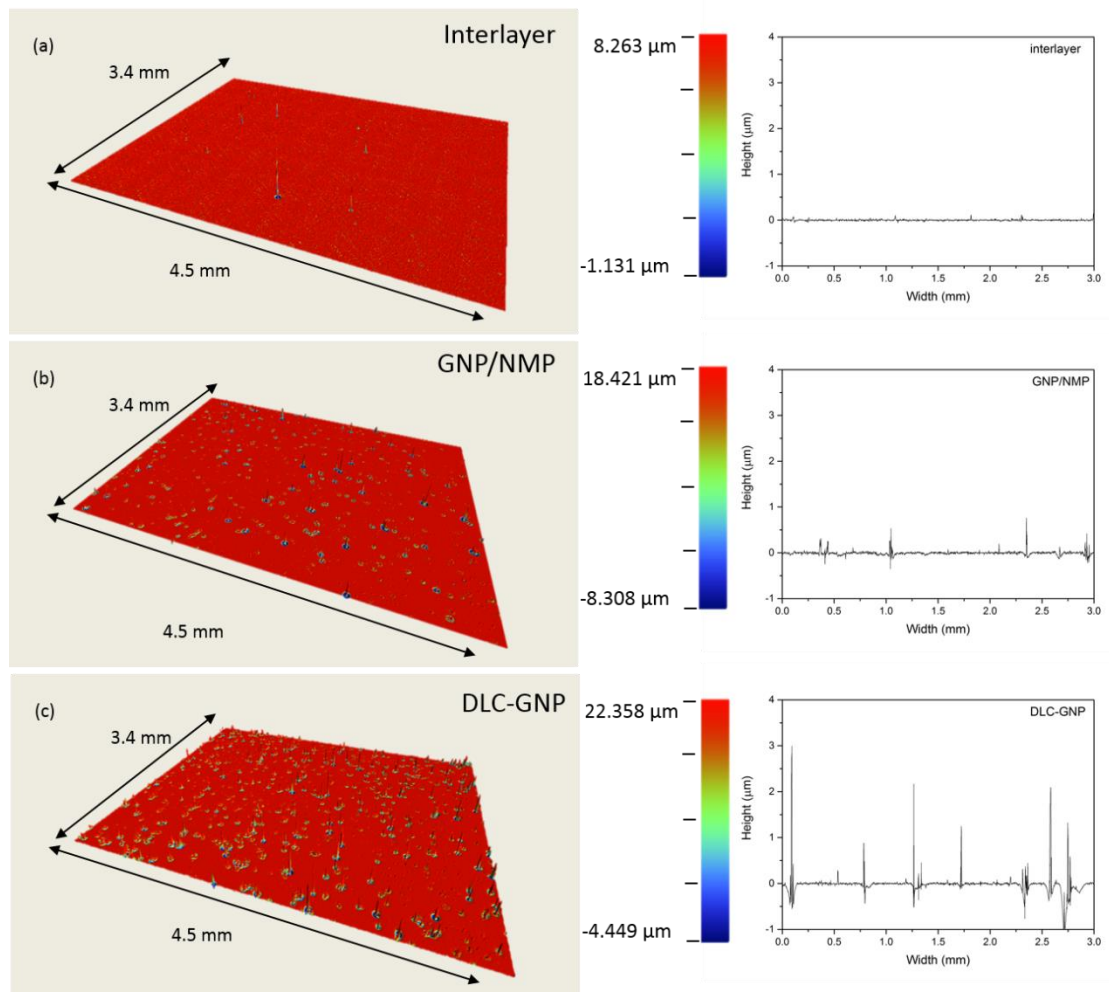 (a)
Interlayer
3.4 mm
4.5 mm
8.263 µm
-1.131 µm
interlayer
Height (µm)
4
3
2
1
0
-1
0.0 0.5 1.0 1.5 2.0 2.5 3.0
Width (mm)
(b)
GNP/NMP
3.4 mm
4.5 mm
18.421 µm
-8.308 µm
GNP/NMP
Height (µm)
4
3
2
1
0
-1
0.0 0.5 1.0 1.5 2.0 2.5 3.0
Width (mm)
(c)
DLC-GNP
3.4 mm
4.5 mm
22.358 µm
-4.449 µm
DLC-GNP
Height (µm)
4
3
2
1
0
-1
0.0 0.5 1.0 1.5 2.0 2.5 3.0
Width (mm)